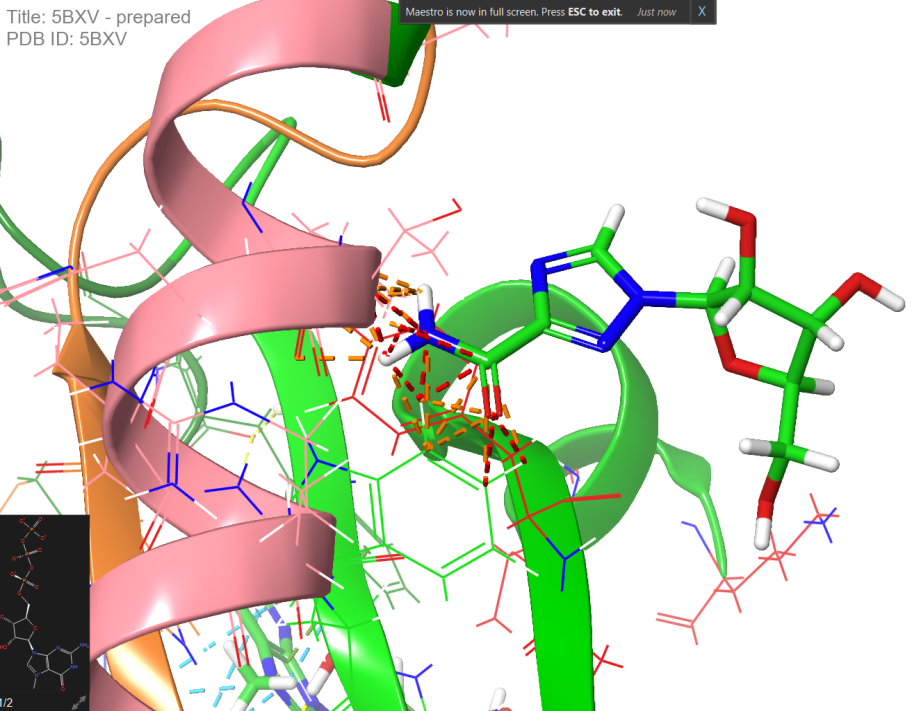 Title: 5BXV - prepared
PDB ID: 5BXV
Maestro is now in full screen. Press ESC to exit. Just now X
1/2